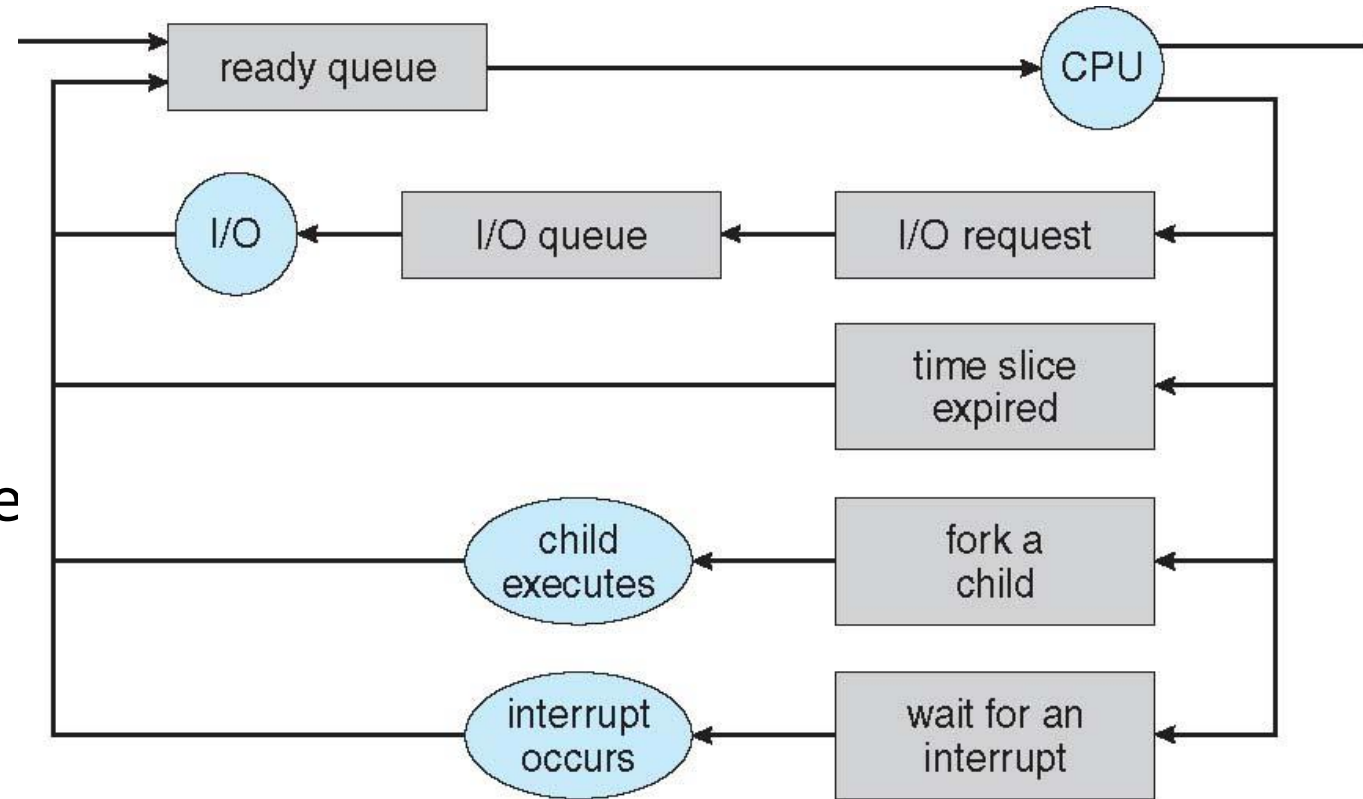 ready queue
CPU
I/O
I/O queue
I/O request
time slice
expired
e
child
executes
fork a
child
interrupt
occurs
wait for an
interrupt